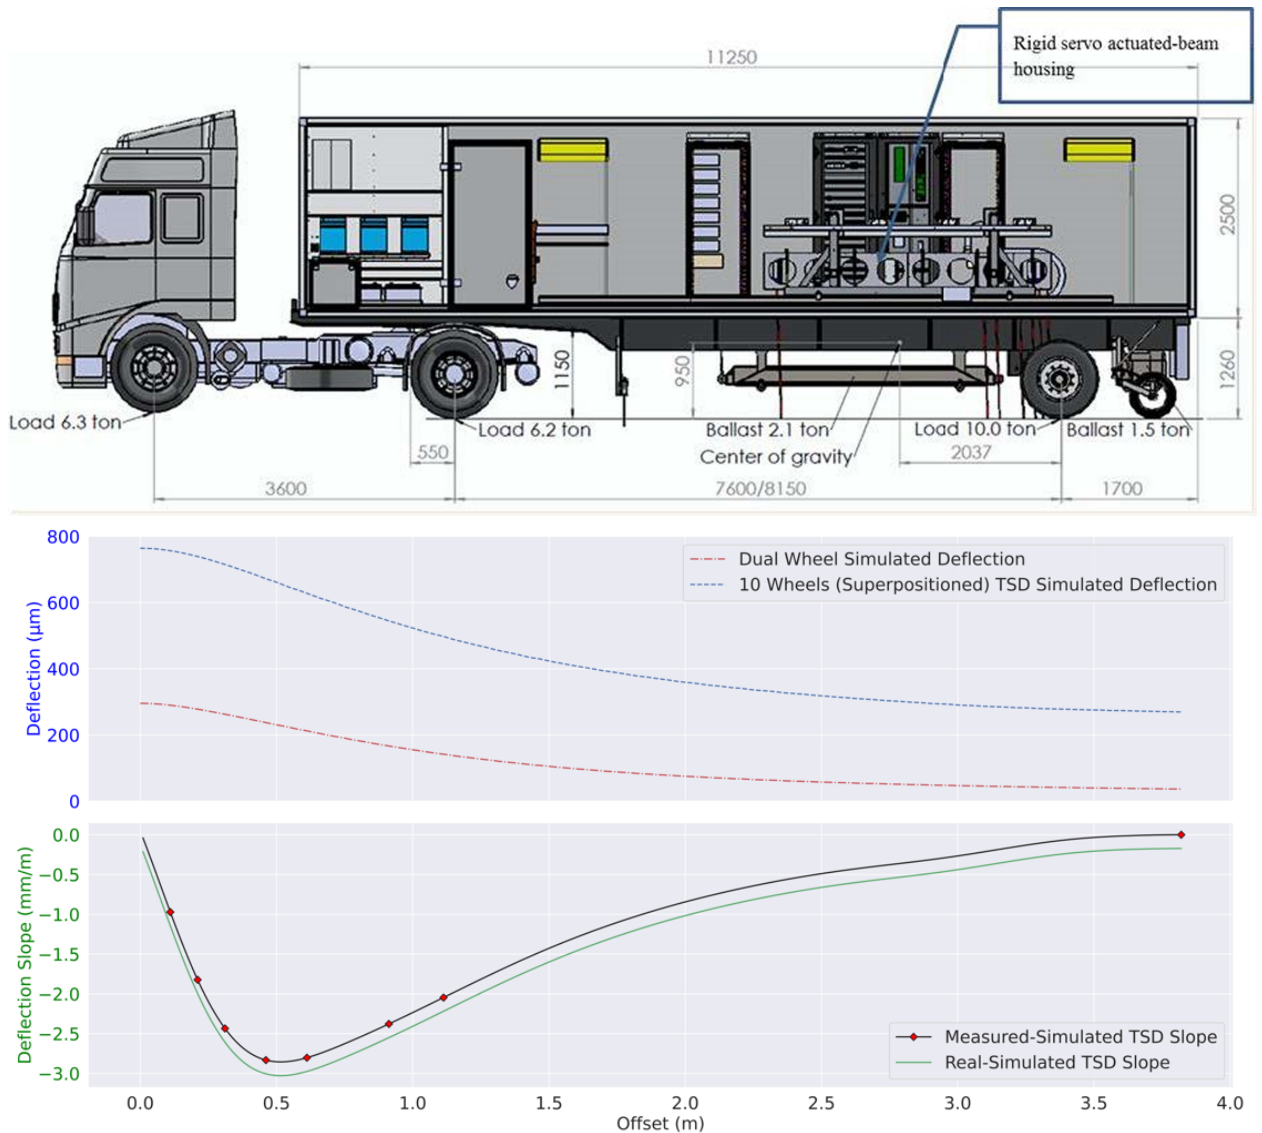 Rigid servo actuated-beam
housing
11250
2500
1150
950
1260
Load 6.3 ton
Load 6.2 ton
Ballast 2.1 ton
Load 10.0 ton
Ballast 1.5 ton
Center of gravity
550
2037
3600
7600/8150
1700
800
600
400
200
0
Deflection (μm)
Dual Wheel Simulated Deflection
10 Wheels (Superpositioned) TSD Simulated Deflection
0.0
−0.5
−1.0
−1.5
−2.0
−2.5
−3.0
Deflection Slope (mm/m)
Measured-Simulated TSD Slope
Real-Simulated TSD Slope
0.0 0.5 1.0 1.5 2.0 2.5 3.0 3.5 4.0
Offset (m)